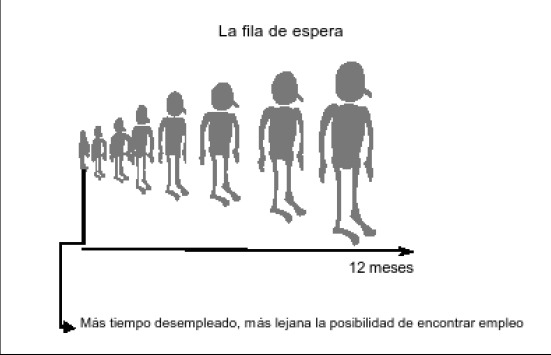 La fila de espera
12 meses
Más tiempo desempleado, más lejana la posibilidad de encontrar empleo